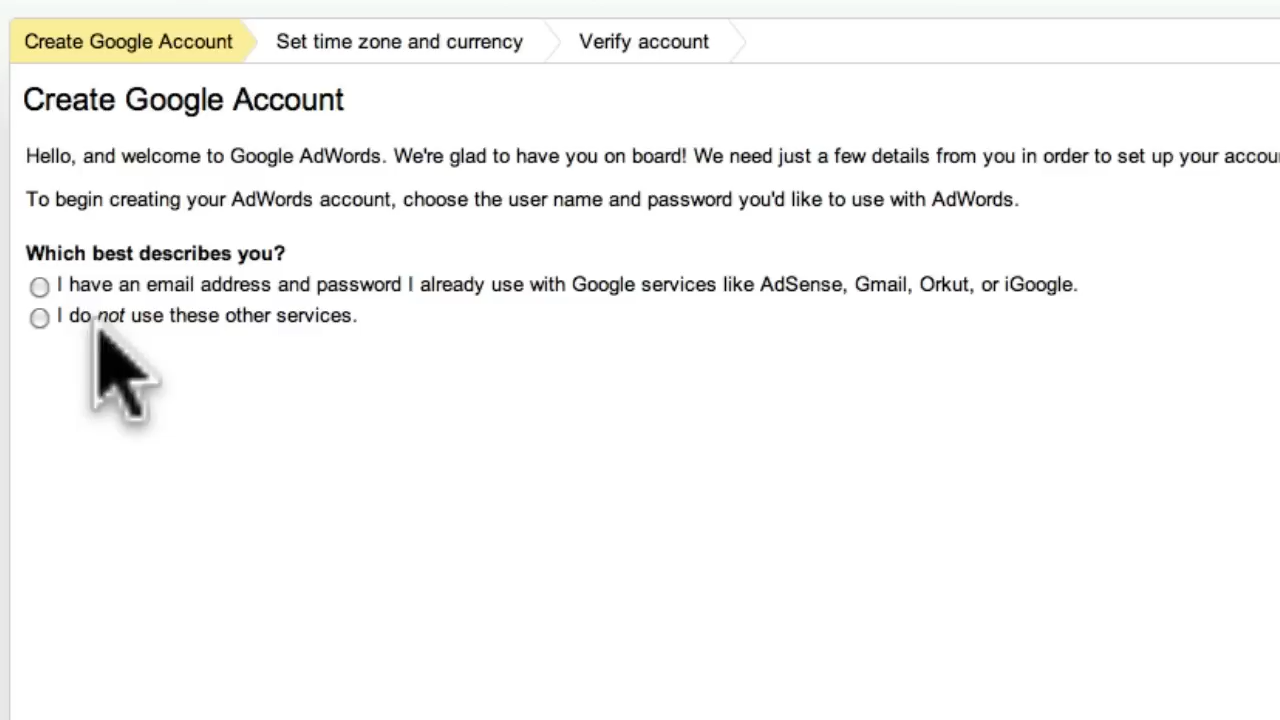 Create Google Account Set time zone and currency Verify account
Create Google Account
Hello, and welcome to Google AdWords. We're glad to have you on board! We need just a few details from you in order to set up your
To begin creating your AdWords account, choose the user name and password you'd like to use with AdWords.
Which best describes you?
I have an email address and password I already use with Google services like AdSense, Gmail, Orkut, or iGoogle.
I do not use these other services.